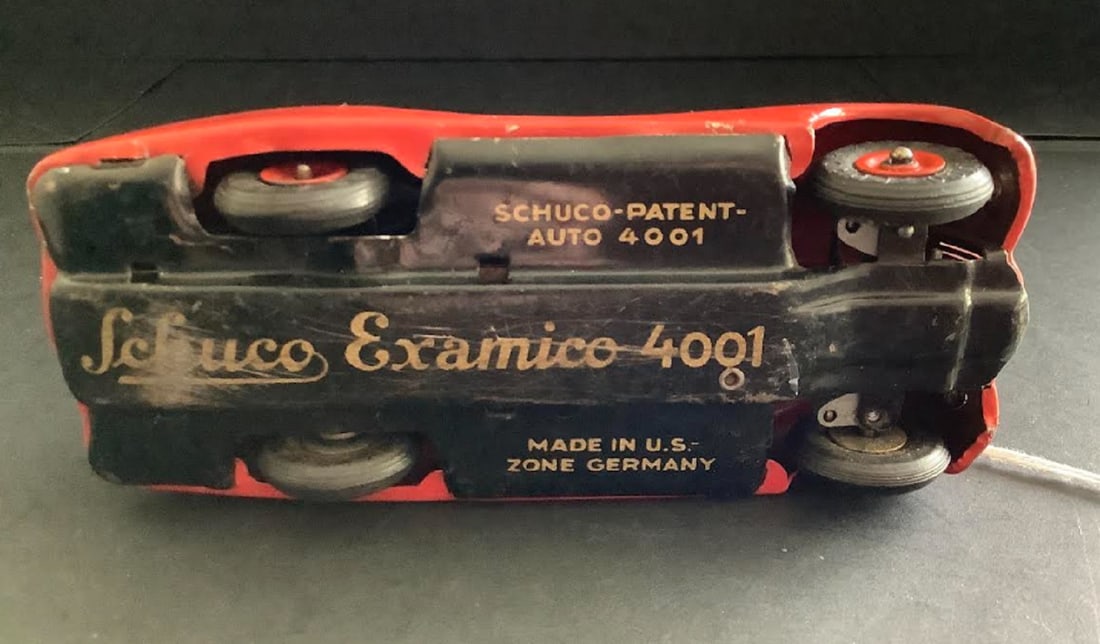 SCHUCO-PATENT-
AUTO 4001
Schuco Examico 4001
MADE IN U.S.-
ZONE GERMANY